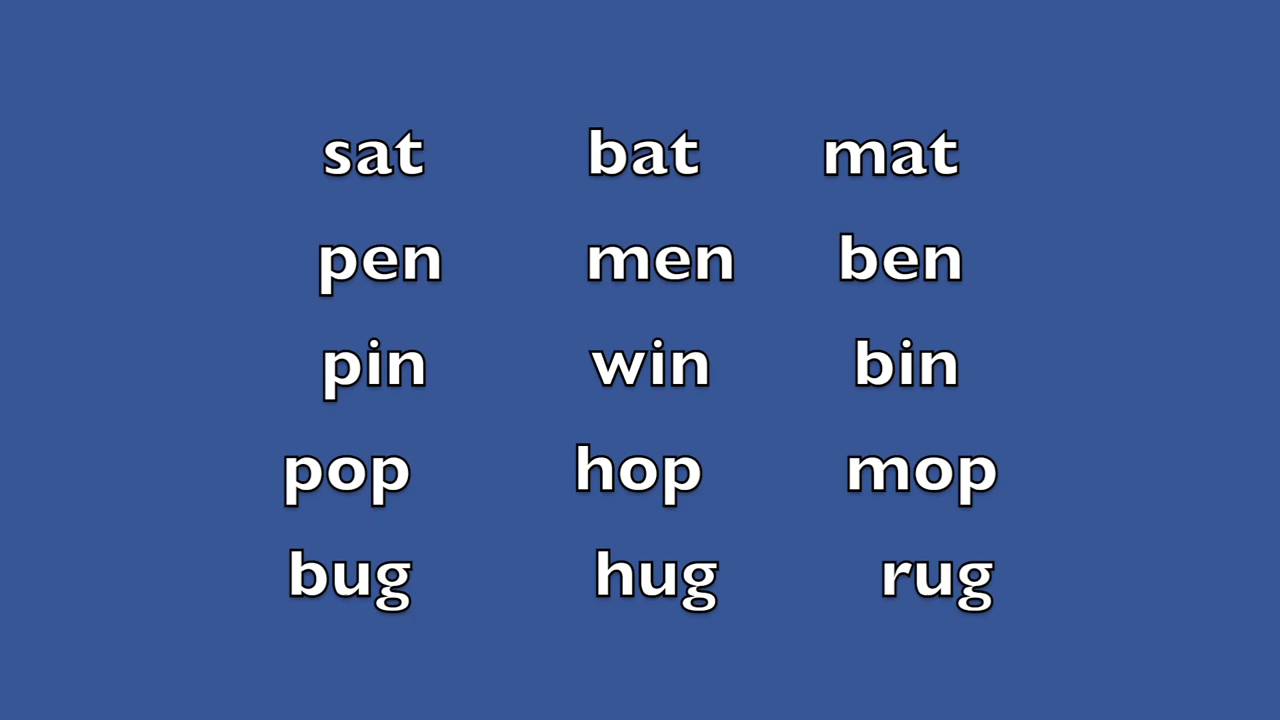 sat bat mat
pen men ben
pin win bin
pop hop mop
bug hug rug